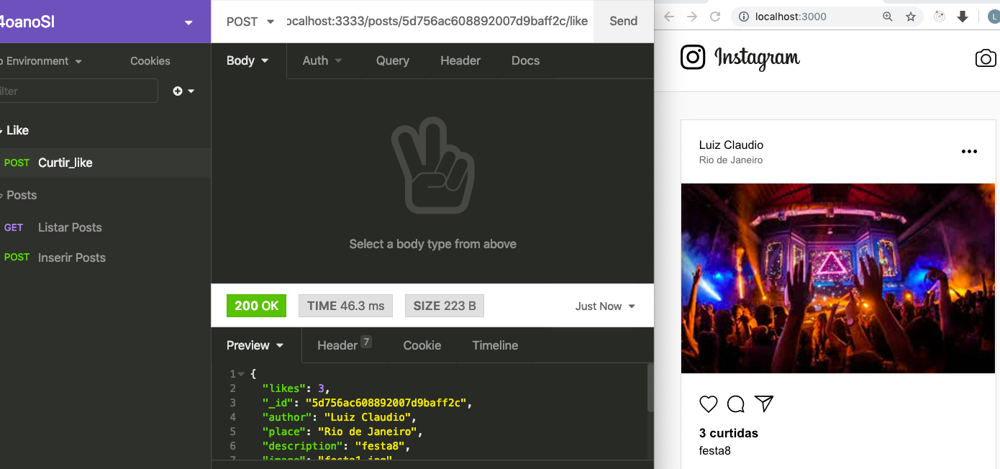 4oanoSI
o Environment
Cookies
ilter
Like
POST Curtir_like
Posts
GET Listar Posts
POST Inserir Posts
POST
ocalhost:3333/posts/5d756ac608892007d9baff2c/like
Send
Body
Auth
Query
Header
Docs
Select a body type from above
200 OK
TIME 46.3 ms
SIZE 223 B
Just Now
Preview
Header 7
Cookie
Timeline
1 {
2 "likes": 3,
3 "_id": "5d756ac608892007d9baff2c",
4 "author": "Luiz Claudio",
5 "place": "Rio de Janeiro",
6 "description": "festa8",
7 "image": "festa1.jpg"
localhost:3000
L
Instagram
Luiz Claudio
Rio de Janeiro
3 curtidas
festa8